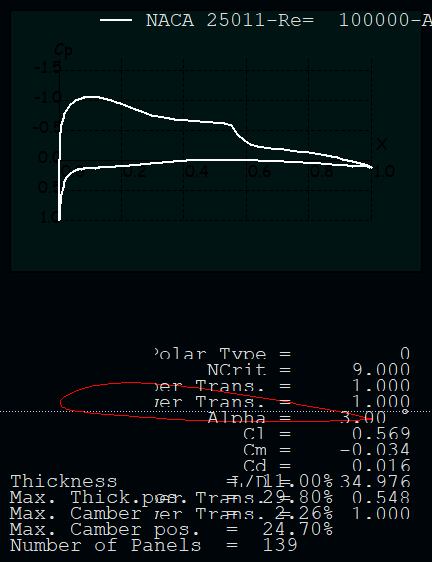 NACA 25011-Re=  100000-A
Cp
-1.5
-1.0
-0.5
0.0
0.5
1.0
0.2 0.4 0.6 0.8 1.0
X
Polar Type = 0
NCrit = 9.000
per Trans. = 1.000
per Trans. = 1.000
Alpha = 3.00 °
Cl = 0.569
Cm = -0.034
Cd = 0.016
L/D = 34.976
Thickness = 11.00%
Max. Thick.pos. = 29.80%
per Trans. = 0.548
Max. Camber = 2.26%
per Trans. = 1.000
Max. Camber pos. = 24.70%
Number of Panels = 139